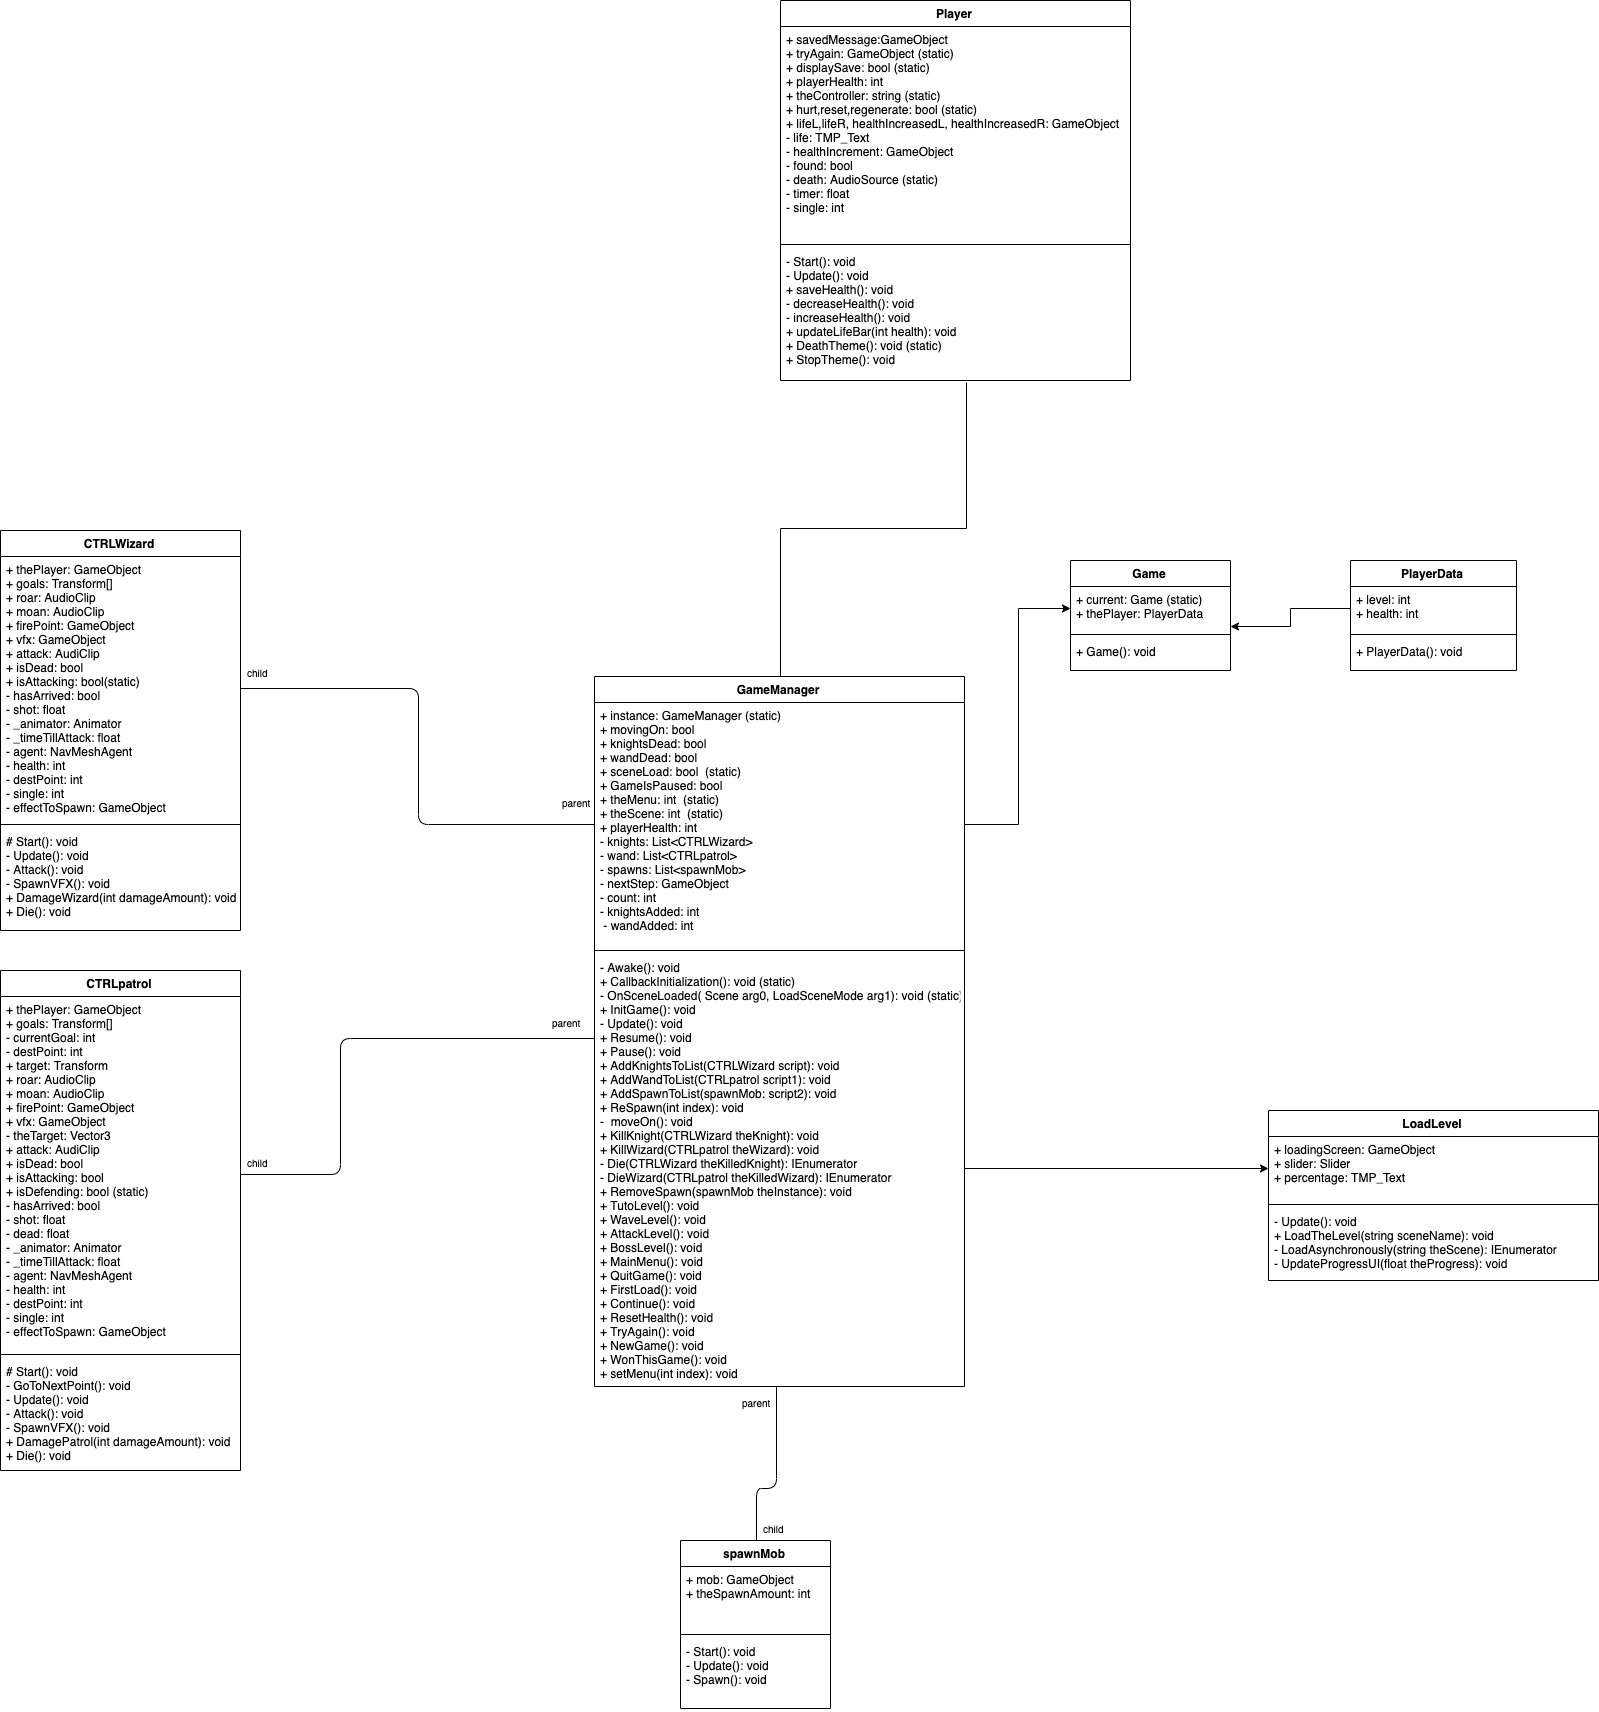 Player
+ savedMessage:GameObject
+ tryAgain: GameObject (static)
+ displaySave: bool (static)
+ playerHealth: int
+ theController: string (static)
+ hurt,reset,regenerate: bool (static)
+ lifeL,lifeR, healthIncreasedL, healthIncreasedR: GameObject
- life: TMP_Text
- healthIncrement: GameObject
- found: bool
- death: AudioSource (static)
- timer: float
- single: int
- Start(): void
- Update(): void
+ saveHealth(): void
- decreaseHealth(): void
- increaseHealth(): void
+ updateLifeBar(int health): void
+ DeathTheme(): void (static)
+ StopTheme(): void
CTRLWizard
+ thePlayer: GameObject
+ goals: Transform[]
+ roar: AudioClip
+ moan: AudioClip
+ firePoint: GameObject
+ vfx: GameObject
+ attack: AudiClip
+ isDead: bool
+ isAttacking: bool(static)
- hasArrived: bool
- shot: float
- _animator: Animator
- _timeTillAttack: float
- agent: NavMeshAgent
- health: int
- destPoint: int
- single: int
- effectToSpawn: GameObject
# Start(): void
- Update(): void
- Attack(): void
- SpawnVFX(): void
+ DamageWizard(int damageAmount): void
+ Die(): void
child
parent
Game
+ current: Game (static)
+ thePlayer: PlayerData
+ Game(): void
PlayerData
+ level: int
+ health: int
+ PlayerData(): void
GameManager
+ instance: GameManager (static)
+ movingOn: bool
+ knightsDead: bool
+ wandDead: bool
+ sceneLoad: bool  (static)
+ GameIsPaused: bool
+ theMenu: int  (static)
+ theScene: int  (static)
+ playerHealth: int
- knights: List<CTRLWizard>
- wand: List<CTRLpatrol>
- spawns: List<spawnMob>
- nextStep: GameObject
- count: int
- knightsAdded: int
- wandAdded: int
- Awake(): void
+ CallbackInitialization(): void (static)
- OnSceneLoaded( Scene arg0, LoadSceneMode arg1): void (static)
+ InitGame(): void
- Update(): void
+ Resume(): void
+ Pause(): void
+ AddKnightsToList(CTRLWizard script): void
+ AddWandToList(CTRLpatrol script1): void
+ AddSpawnToList(spawnMob: script2): void
+ ReSpawn(int index): void
-  moveOn(): void
+ KillKnight(CTRLWizard theKnight): void
+ KillWizard(CTRLpatrol theWizard): void
- Die(CTRLWizard theKilledKnight): IEnumerator
- DieWizard(CTRLpatrol theKilledWizard): IEnumerator
+ RemoveSpawn(spawnMob theInstance): void
+ TutoLevel(): void
+ WaveLevel(): void
+ AttackLevel(): void
+ BossLevel(): void
+ MainMenu(): void
+ QuitGame(): void
+ FirstLoad(): void
+ Continue(): void
+ ResetHealth(): void
+ TryAgain(): void
+ NewGame(): void
+ WonThisGame(): void
+ setMenu(int index): void
CTRLpatrol
+ thePlayer: GameObject
+ goals: Transform[]
- currentGoal: int
- destPoint: int
+ target: Transform
+ roar: AudioClip
+ moan: AudioClip
+ firePoint: GameObject
+ vfx: GameObject
- theTarget: Vector3
+ attack: AudiClip
+ isDead: bool
+ isAttacking: bool
+ isDefending: bool (static)
- hasArrived: bool
- shot: float
- dead: float
- _animator: Animator
- _timeTillAttack: float
- agent: NavMeshAgent
- health: int
- destPoint: int
- single: int
- effectToSpawn: GameObject
# Start(): void
- GoToNextPoint(): void
- Update(): void
- Attack(): void
- SpawnVFX(): void
+ DamagePatrol(int damageAmount): void
+ Die(): void
parent
child
LoadLevel
+ loadingScreen: GameObject
+ slider: Slider
+ percentage: TMP_Text
- Update(): void
+ LoadTheLevel(string sceneName): void
- LoadAsynchronously(string theScene): IEnumerator
- UpdateProgressUI(float theProgress): void
parent
child
spawnMob
+ mob: GameObject
+ theSpawnAmount: int
- Start(): void
- Update(): void
- Spawn(): void